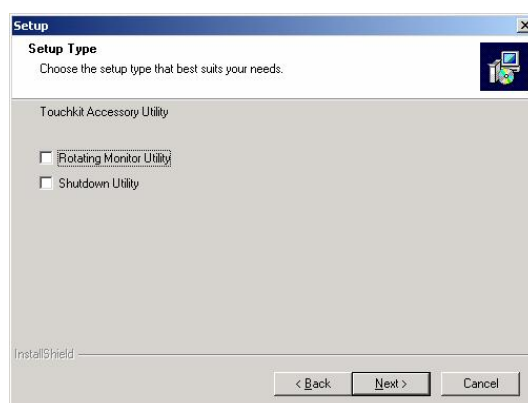 Setup
Setup Type
Choose the setup type that best suits your needs.
Touchkit Accessory Utility
Rotating Monitor Utility
Shutdown Utility
InstallShield
< Back Next > Cancel